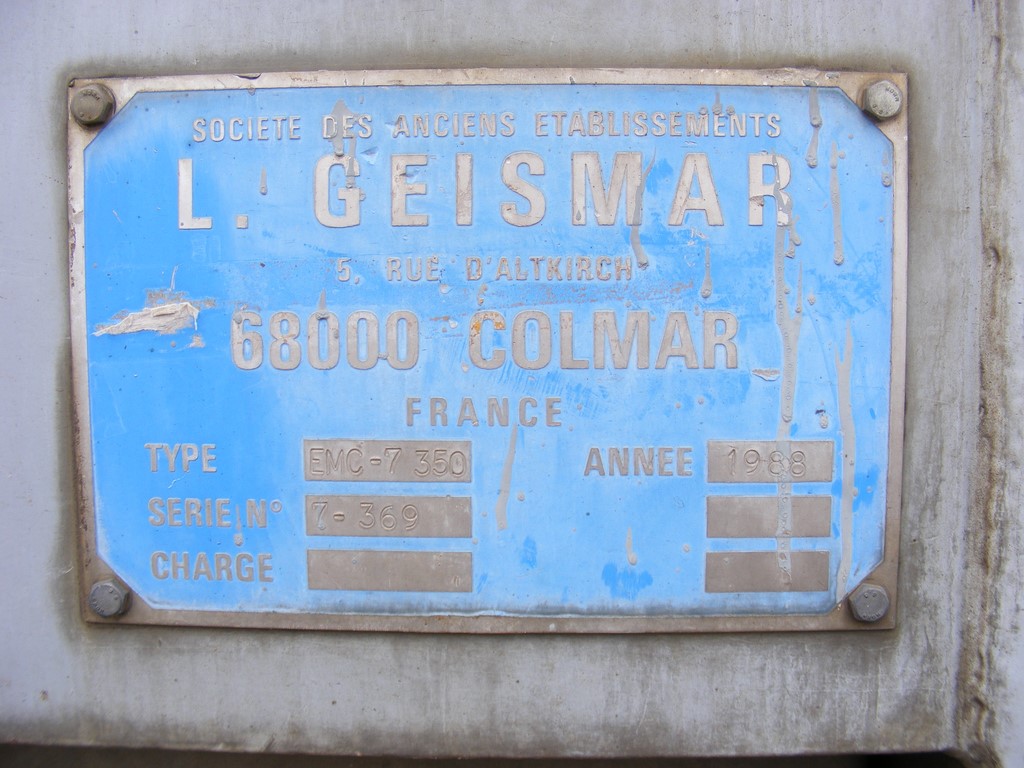 SOCIETE DES ANCIENS ETABLISSEMENTS
L. GEISMAR
5, RUE D'ALTKIRCH
68000 COLMAR
FRANCE
TYPE EMC-7 350 ANNEE 1988
SERIE N° 7-369
CHARGE